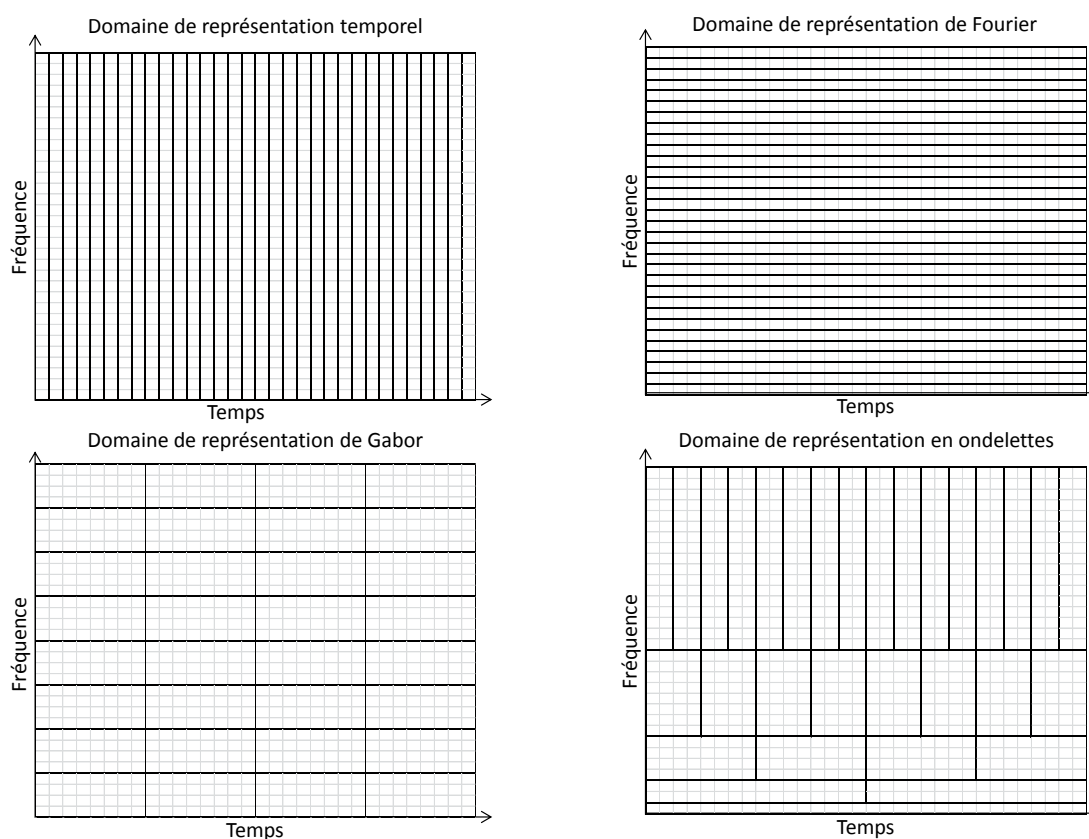 Domaine de représentation temporel
Fréquence
Temps
Domaine de représentation de Fourier
Fréquence
Temps
Domaine de représentation de Gabor
Fréquence
Temps
Domaine de représentation en ondelettes
Fréquence
Temps